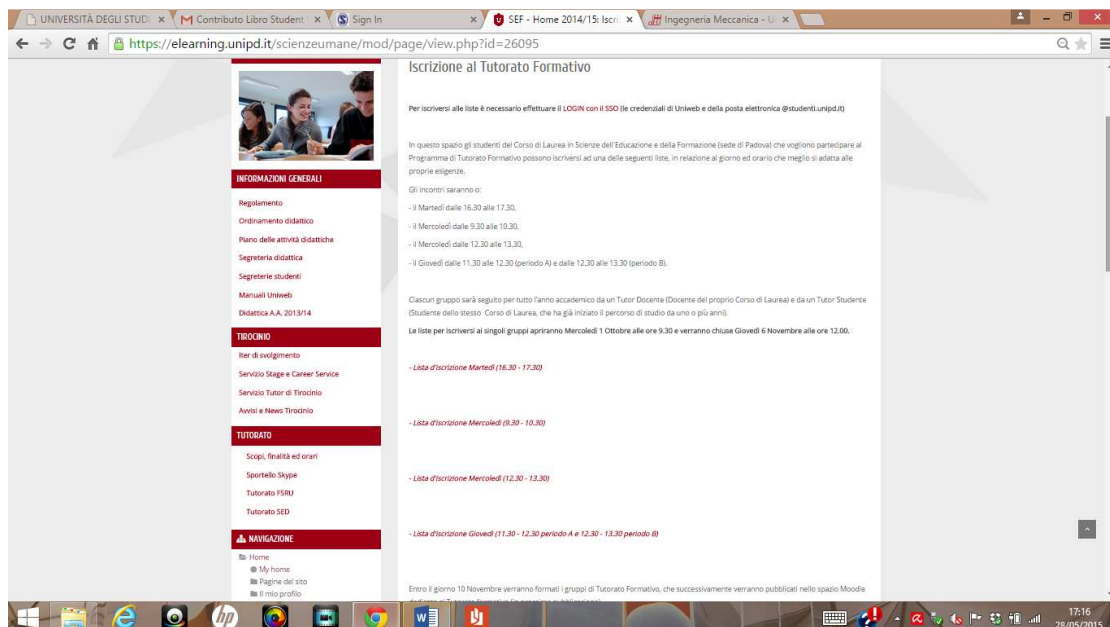 UNIVERSITÀ DEGLI STUDI
Contributo Libro Student
Sign In
SEF - Home 2014/15: Iscri
Ingegneria Meccanica - U
https://elearning.unipd.it/scienzeumane/mod/page/view.php?id=26095
Iscrizione al Tutorato Formativo
Per iscriversi alle liste è necessario effettuare il LOGIN con il SSO (le credenziali di Uniweb e della posta elettronica @studenti.unipd.it)
In questo spazio gli studenti del Corso di Laurea in Scienze dell'Educazione e della Formazione (sede di Padova) che vogliono partecipare al
Programma di Tutorato Formativo possono iscriversi ad una delle seguenti liste, in relazione al giorno ed orario che meglio si adatta alle
proprie esigenze.
Gli incontri saranno o:
- il Martedì dalle 16.30 alle 17.30,
- il Mercoledì dalle 9.30 alle 10.30,
- il Mercoledì dalle 12.30 alle 13.30,
- il Giovedì dalle 11.30 alle 12.30 (periodo A) e dalle 12.30 alle 13.30 (periodo B).
Ciascun gruppo sarà seguito per tutto l'anno accademico da un Tutor Docente (Docente del proprio Corso di Laurea) e da un Tutor Studente
(Studente dello stesso Corso di Laurea, che ha già iniziato il percorso di studio da uno o più anni).
Le liste per iscriversi ai singoli gruppi apriranno Mercoledì 1 Ottobre alle ore 9.30 e verranno chiuse Giovedì 6 Novembre alle ore 12.00.
- Lista d'Iscrizione Martedì (16.30 - 17.30)
- Lista d'Iscrizione Mercoledì (9.30 - 10.30)
- Lista d'Iscrizione Mercoledì (12.30 - 13.30)
- Lista d'Iscrizione Giovedì (11.30 - 12.30 periodo A e 12.30 - 13.30 periodo B)
Entro il giorno 10 Novembre verranno formati i gruppi di Tutorato Formativo, che successivamente verranno pubblicati nello spazio Moodle
INFORMAZIONI GENERALI
Regolamento
Ordinamento didattico
Piano delle attività didattiche
Segreteria didattica
Segreterie studenti
Manuali Uniweb
Didattica A.A. 2013/14
TIROCINIO
Iter di svolgimento
Servizio Stage e Career Service
Servizio Tutor di Tirocinio
Avvisi e News Tirocinio
TUTORATO
Scopi, finalità ed orari
Sportello Skype
Tutorato FSRU
Tutorato SED
NAVIGAZIONE
Home
My home
Pagine del sito
Il mio profilo
hp
17:16
28/05/2015